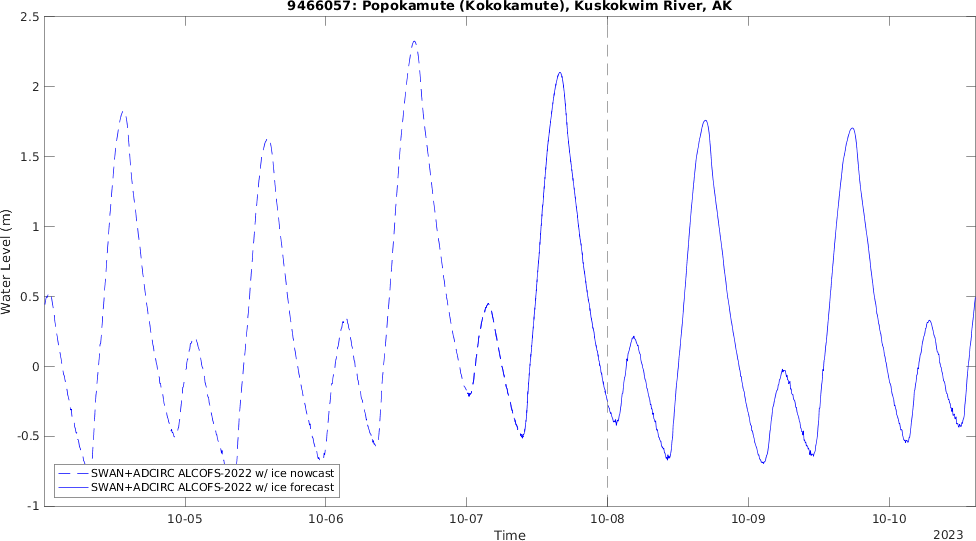 9466057: Popokamute (Kokokamute), Kuskokwim River, AK
2.5
2
1.5
1
0.5
0
-0.5
-1
Water Level (m)
SWAN+ADCIRC ALCOFS-2022 w/ ice nowcast
SWAN+ADCIRC ALCOFS-2022 w/ ice forecast
10-05 10-06 10-07 10-08 10-09 10-10
Time
2023